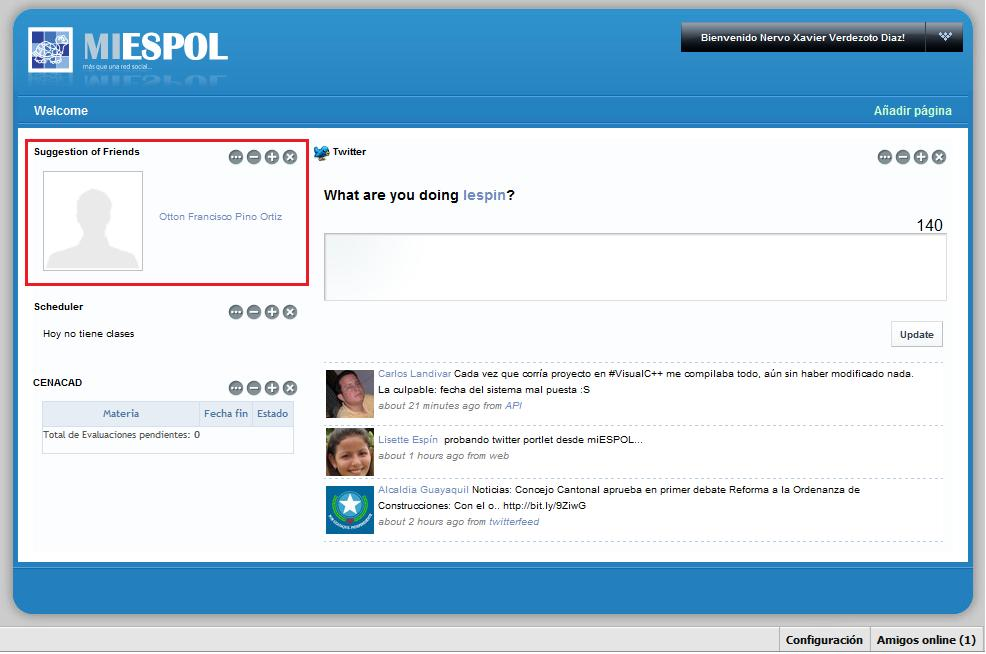 MIESPOL
más que una red social...
Bienvenido Nervo Xavier Verdezoto Diaz!
Welcome
Añadir página
Suggestion of Friends
Otton Francisco Pino Ortiz
Scheduler
Hoy no tiene clases
CENACAD
Materia Fecha fin Estado
Total de Evaluaciones pendientes: 0
Twitter
What are you doing lespin?
140
Update
Carlos Landivar Cada vez que corría proyecto en #VisualC++ me compilaba todo, aún sin haber modificado nada.
La culpable: fecha del sistema mal puesta :S
about 21 minutes ago from API
Lisette Espín probando twitter portlet desde miESPOL...
about 1 hours ago from web
Alcaldia Guayaquil Noticias: Concejo Cantonal aprueba en primer debate Reforma a la Ordenanza de
Construcciones: Con el o.. http://bit.ly/9ZiwG
about 2 hours ago from twitterfeed
Configuración
Amigos online (1)